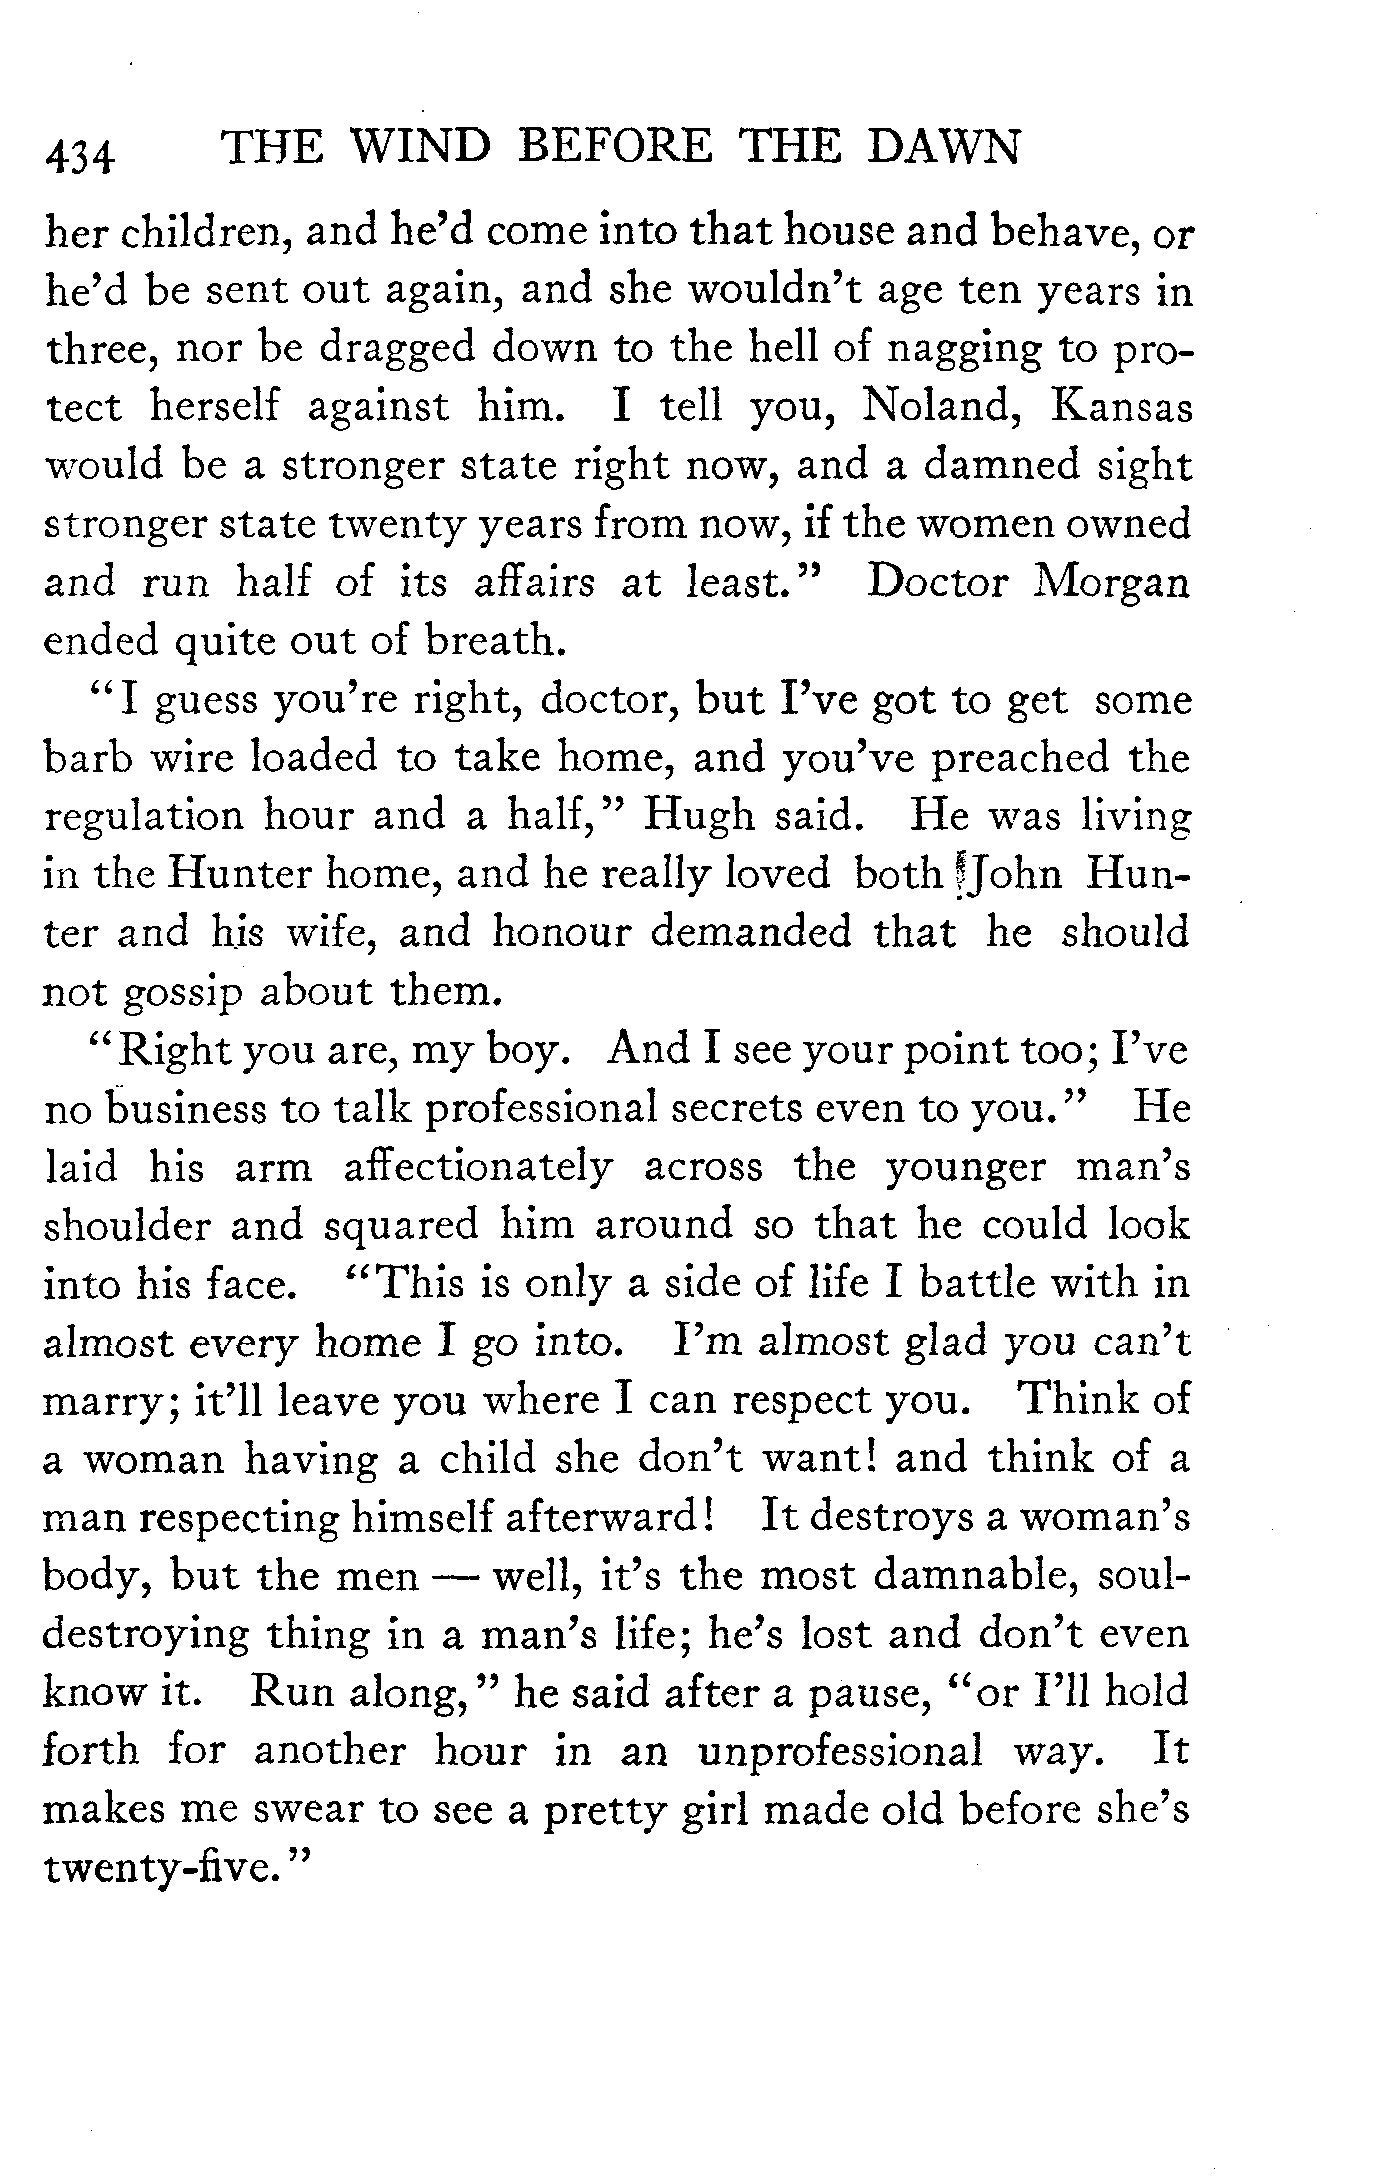 434 THE WIND BEFORE THE DAWN
her children, and he’d come into that house and behave, or
he’d be sent out again, and she wouldn’t age ten years in
three, nor be dragged down to the hell of nagging to pro-
tect herself against him. I tell you, Noland, Kansas
would be a stronger state right now, and a damned sight
stronger state twenty years from now, if the women owned
and run half of its affairs at least.” Doctor Morgan
ended quite out of breath.
“I guess you’re right, doctor, but I’ve got to get some
barb wire loaded to take home, and you’ve preached the
regulation hour and a half,” Hugh said. He was living
in the Hunter home, and he really loved both John Hun-
ter and his wife, and honour demanded that he should
not gossip about them.
“Right you are, my boy. And I see your point too; I’ve
no business to talk professional secrets even to you.” He
laid his arm affectionately across the younger man’s
shoulder and squared him around so that he could look
into his face. “This is only a side of life I battle with in
almost every home I go into. I’m almost glad you can’t
marry; it’ll leave you where I can respect you. Think of
a woman having a child she don’t want! and think of a
man respecting himself afterward! It destroys a woman’s
body, but the men — well, it’s the most damnable, soul-
destroying thing in a man’s life; he’s lost and don’t even
know it. Run along,” he said after a pause, “or I’ll hold
forth for another hour in an unprofessional way. It
makes me swear to see a pretty girl made old before she’s
twenty-five.”